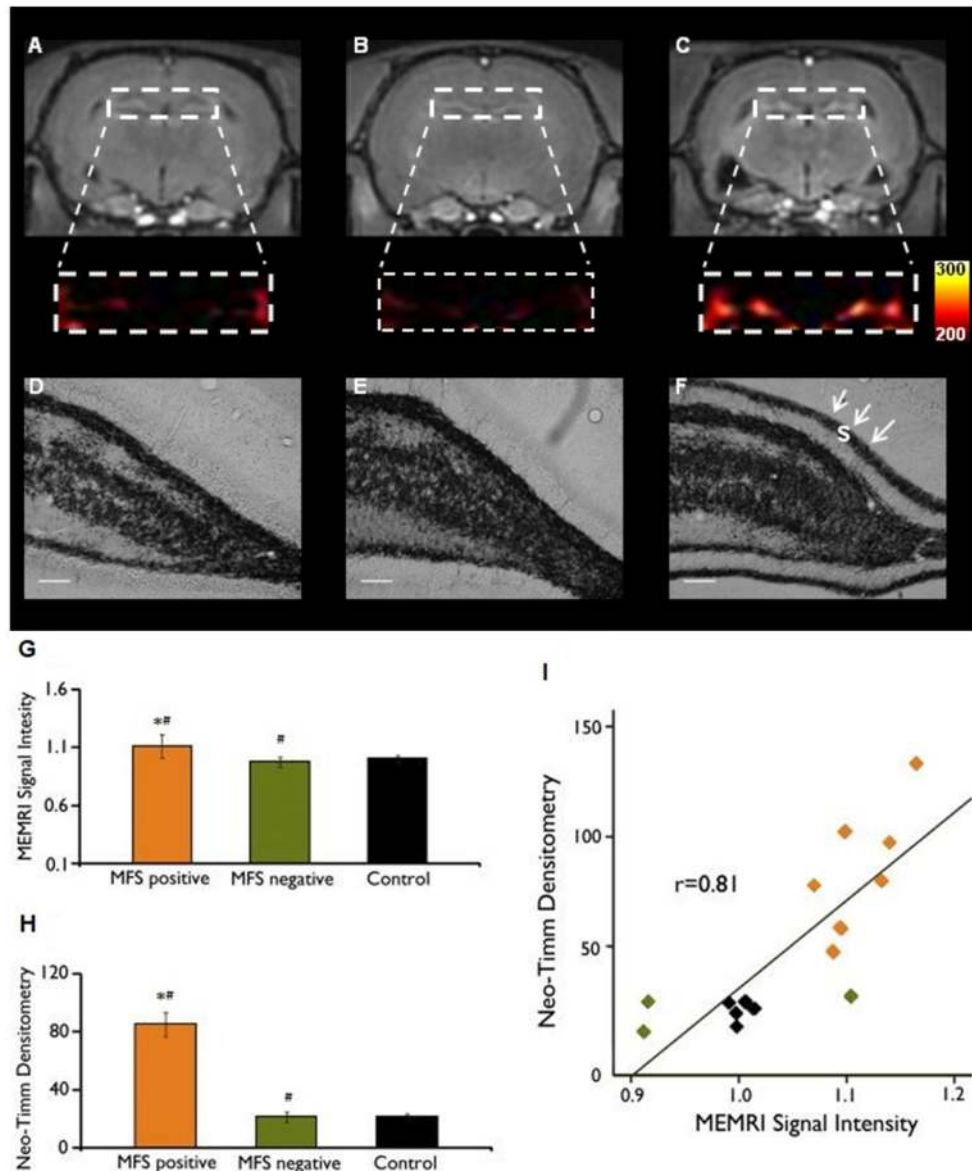 A
B
C
300
200
D
E
F
S
G
MEMRI Signal Intesity
1.6
1.1
0.6
0.1
*#
#
MFS positive
MFS negative
Control
H
Neo-Timm Densitometry
120
80
40
0
*#
#
MFS positive
MFS negative
Control
I
Neo-Timm Densitometry
150
100
50
0
r=0.81
0.9
1.0
1.1
1.2
MEMRI Signal Intensity